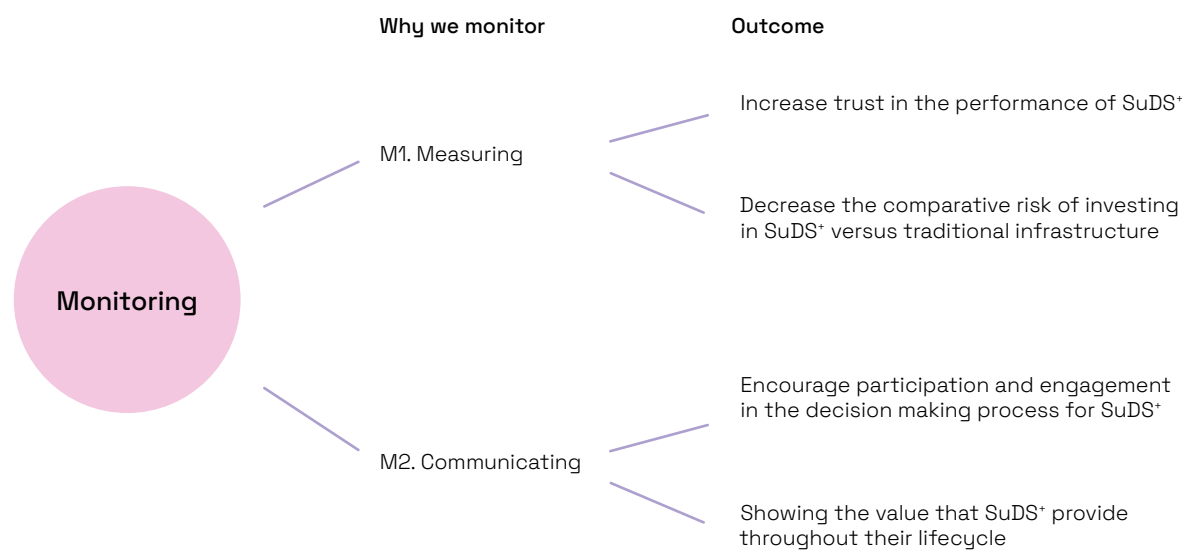 Why we monitor
Outcome
Increase trust in the performance of SuDS⁺
M1. Measuring
Decrease the comparative risk of investing
in SuDS⁺ versus traditional infrastructure
Monitoring
Encourage participation and engagement
in the decision making process for SuDS⁺
M2. Communicating
Showing the value that SuDS⁺ provide
throughout their lifecycle